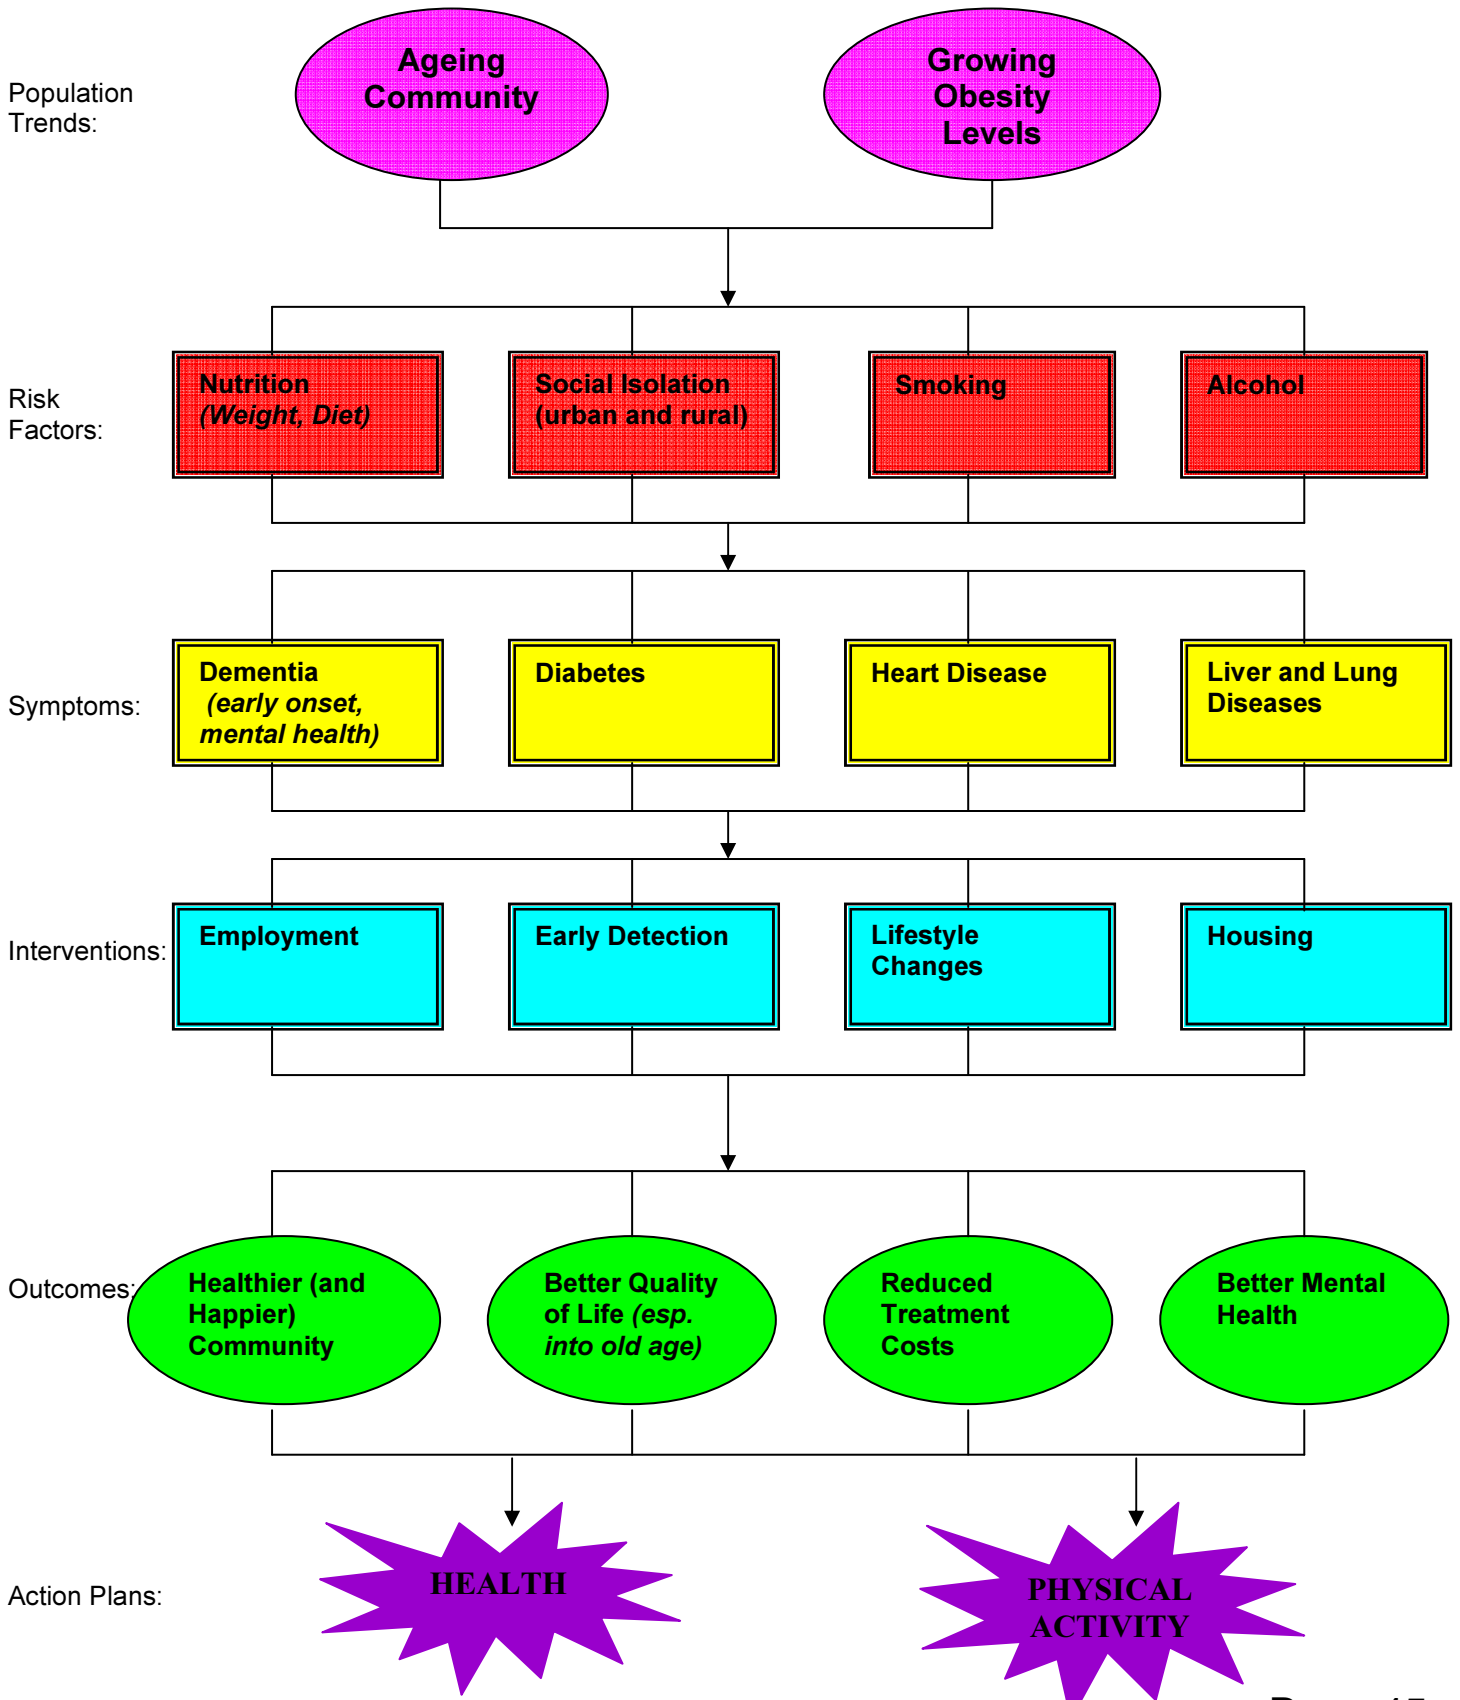 Population
Trends:
Ageing
Community
Growing
Obesity
Levels
Risk
Factors:
Nutrition
(Weight, Diet)
Social Isolation
(urban and rural)
Smoking
Alcohol
Symptoms:
Dementia
(early onset,
mental health)
Diabetes
Heart Disease
Liver and Lung
Diseases
Interventions:
Employment
Early Detection
Lifestyle
Changes
Housing
Outcomes:
Healthier (and
Happier)
Community
Better Quality
of Life (esp.
into old age)
Reduced
Treatment
Costs
Better Mental
Health
Action Plans:
HEALTH
PHYSICAL
ACTIVITY